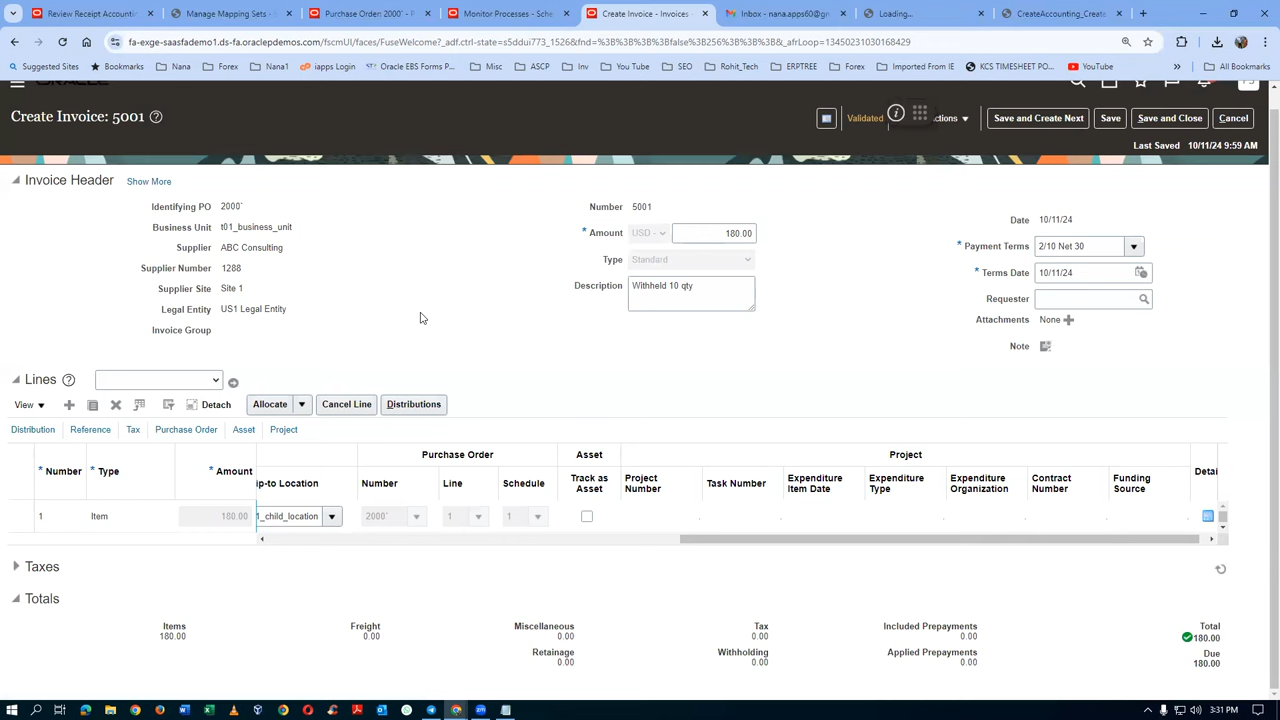 Review Receipt Accounti
Manage Mapping Sets - S
Purchase Order: 2000` - P
Monitor Processes - Sche
Create Invoice - Invoices -
Inbox - nana.apps60@gm
Loading...
CreateAccounting_Create
fa-exge-saasfademo1.ds-fa.oraclepdemos.com/fscmUI/faces/FuseWelcome?_adf.ctrl-state=s5ddui773_1526&fnd=%3B%3B%3B%3Bfalse%3B256%3B%3B%3B&_afrLoop=13450231030168429
Suggested Sites
Bookmarks
Nana
Forex
Nana1
iapps Login
Oracle EBS Forms P...
Misc
ASCP
Inv
You Tube
SEO
Rohit_Tech
ERPTREE
Forex
Imported From IE
KCS TIMESHEET PO...
YouTube
»
All Bookmarks
Create Invoice: 5001
Validated
Save and Create Next
Save
Save and Close
Cancel
Last Saved 10/11/24 9:59 AM
Invoice Header Show More
Identifying PO 2000`
Business Unit t01_business_unit
Supplier ABC Consulting
Supplier Number 1288
Supplier Site Site 1
Legal Entity US1 Legal Entity
Invoice Group
Number 5001
* Amount USD - 180.00
Type Standard
Description Withheld 10 qty
Date 10/11/24
* Payment Terms 2/10 Net 30
* Terms Date 10/11/24
Requester
Attachments None
Note
Lines
View
Detach
Allocate
Cancel Line
Distributions
Distribution Reference Tax Purchase Order Asset Project
* Number
* Type
* Amount
ip-to Location
Purchase Order
Number
Line
Schedule
Asset
Track as Asset
Project
Project Number
Task Number
Expenditure Item Date
Expenditure Type
Expenditure Organization
Contract Number
Funding Source
Detai
1 Item 180.00 1_child_location 2000` 1 1
Taxes
Totals
Items 180.00
Freight 0.00
Miscellaneous 0.00
Retainage 0.00
Tax 0.00
Withholding 0.00
Included Prepayments 0.00
Applied Prepayments 0.00
Total 180.00
Due 180.00
3:31 PM